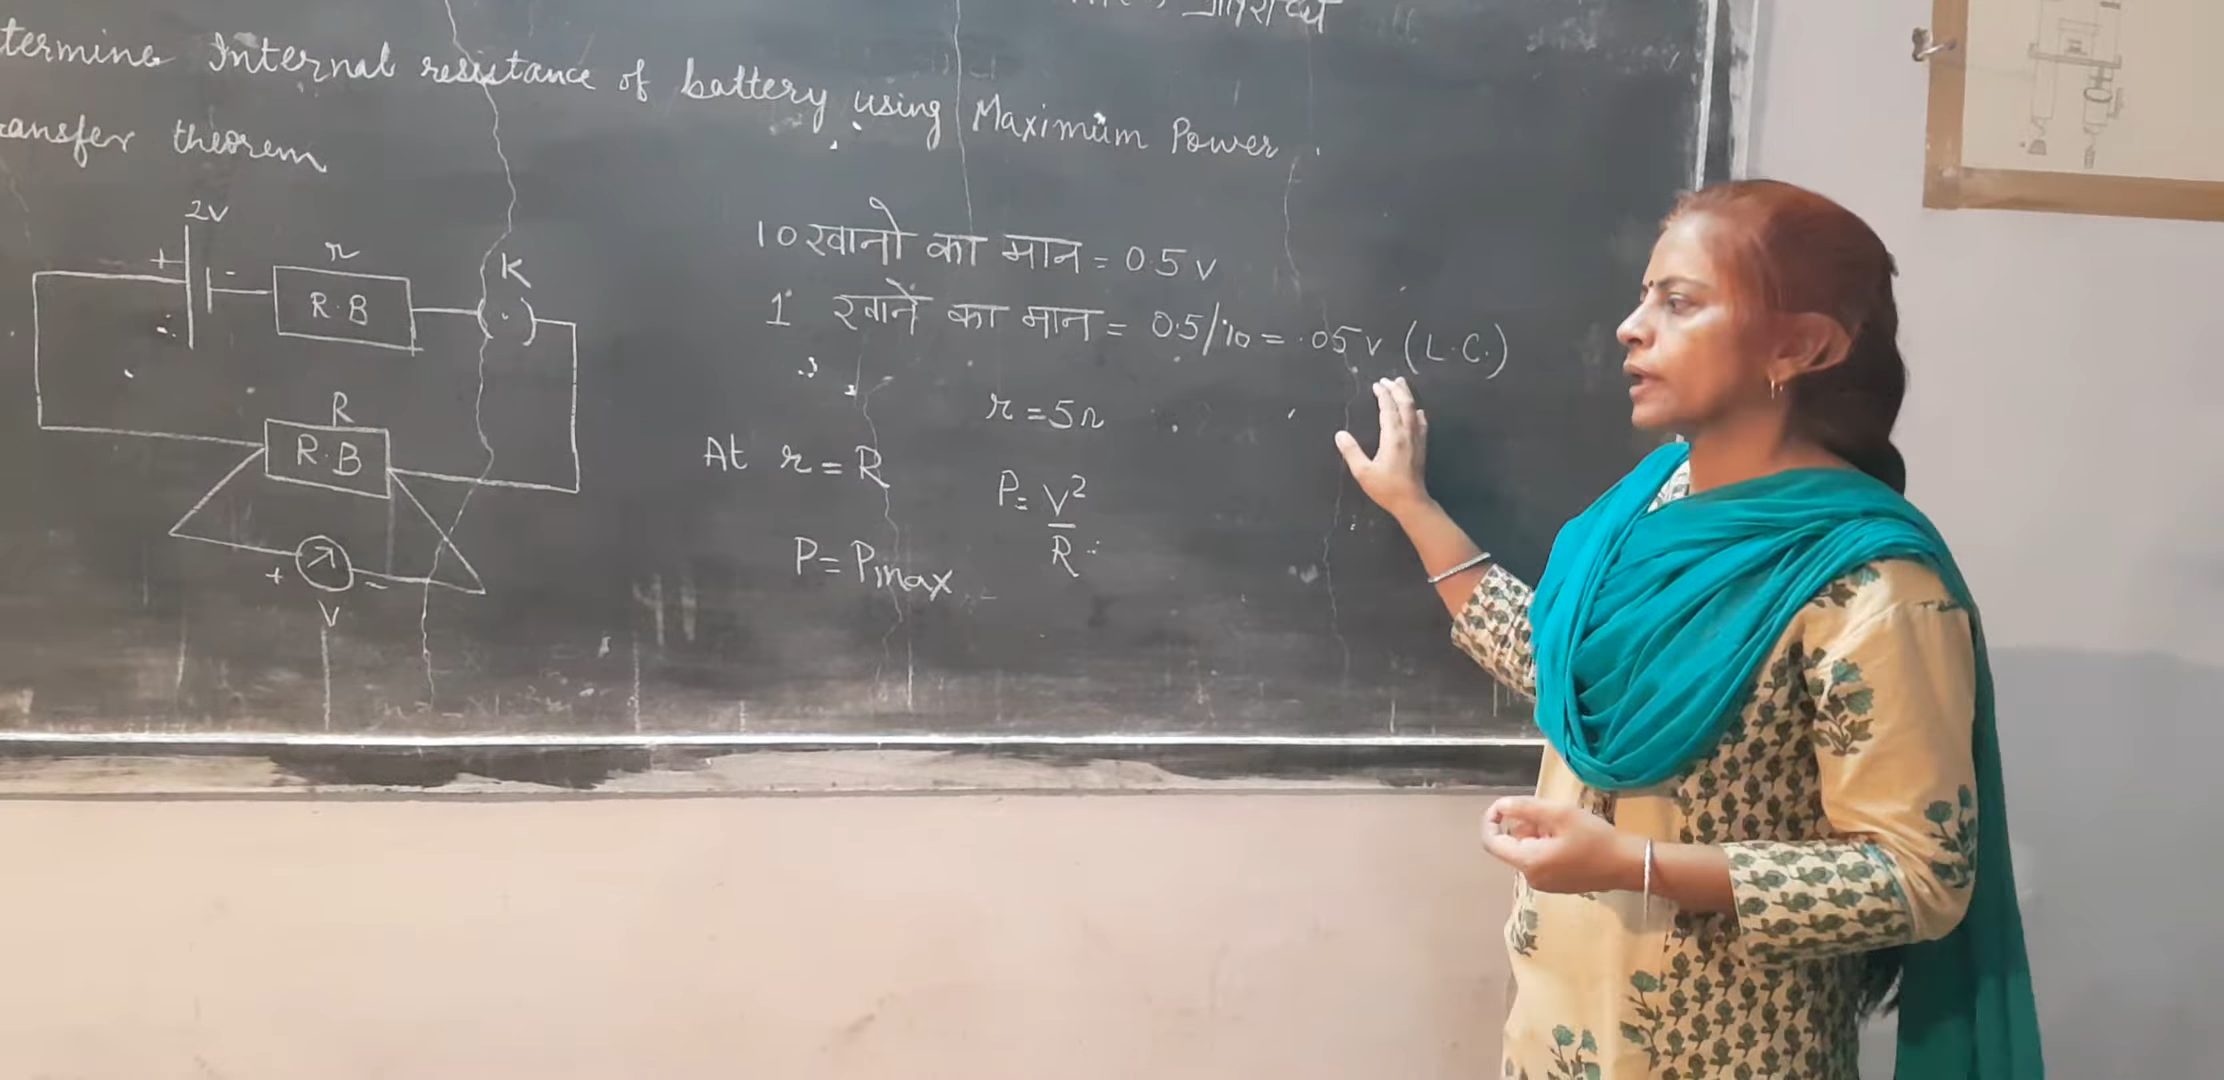 termine Internal resistance of battery using Maximum Power
ansfer theorem
2V
+ -
r
R.B
K
( . )
R
R.B
+ -
V
10 खानो का मान = 0.5 v
1 खाने का मान = 0.5/10 = .05 v (L.C.)
r = 5Ω
At r = R
P = V²/R
P = Pmax